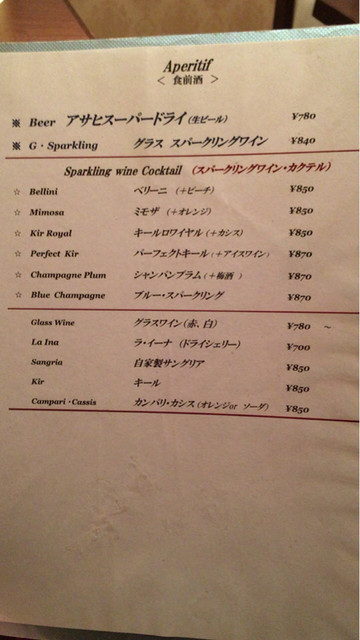 Aperitif
< 食前酒 >
※ Beer アサヒスーパードライ(生ビール) ¥780
※ G・Sparkling グラス スパークリングワイン ¥840
Sparkling wine Cocktail (スパークリングワイン・カクテル)
☆ Bellini ベリーニ (+ピーチ) ¥850
☆ Mimosa ミモザ (+オレンジ) ¥850
☆ Kir Royal キールロワイヤル(+カシス) ¥850
☆ Perfect Kir パーフェクトキール(+アイスワイン) ¥870
☆ Champagne Plum シャンパンプラム(+梅酒 ) ¥870
☆ Blue Champagne ブルー・スパークリング ¥870
Glass Wine グラスワイン(赤, 白) ¥780 ~
La Ina ラ・イーナ (ドライシェリー) ¥700
Sangria 自家製サングリア ¥850
Kir キール ¥850
Campari・Cassis カンパリ・カシス(オレンジor ソーダ) ¥850